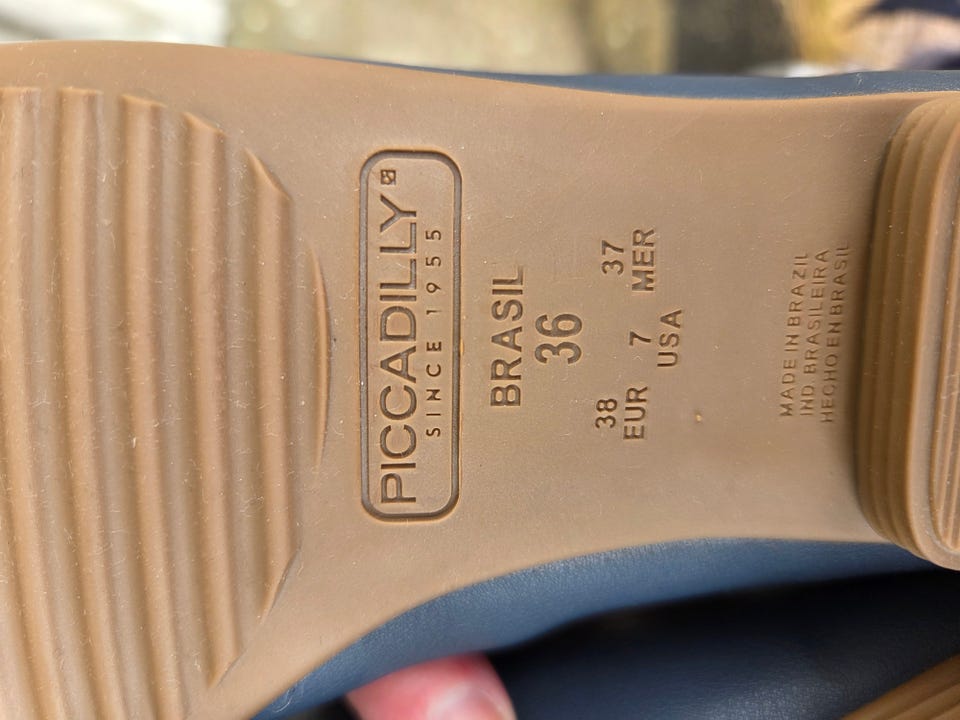 PICCADILLY
SINCE 1955
BRASIL
36
38 7 37
EUR USA MER
MADE IN BRAZIL
IND. BRASILEIRA
HECHO EN BRASIL